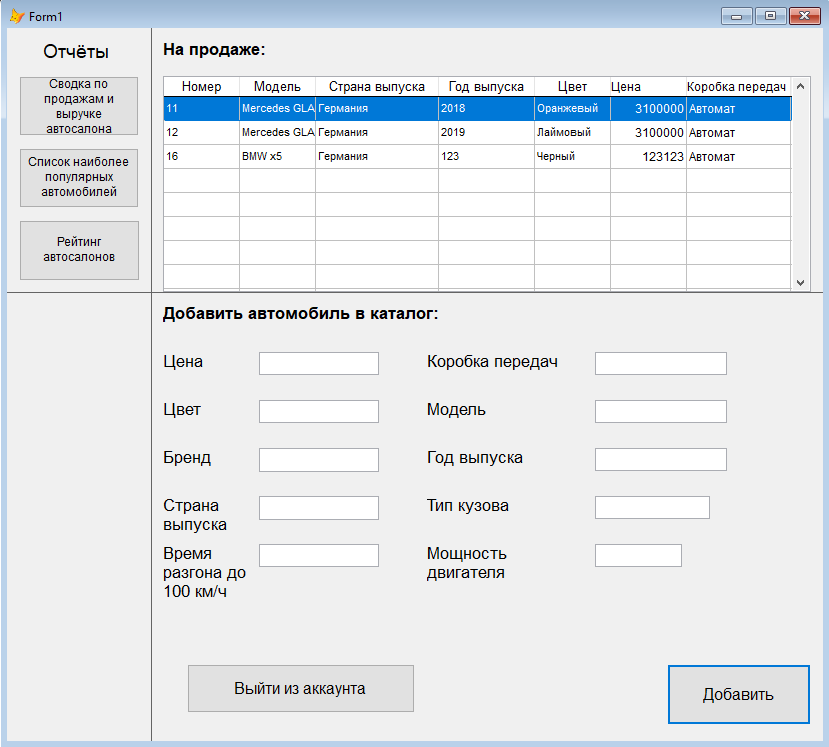 Form1
Отчёты
Сводка по
продажам и
выручке
автосалона
Список наиболее
популярных
автомобилей
Рейтинг
автосалонов
На продаже:
Номер Модель Страна выпуска Год выпуска Цвет Цена Коробка передач
11 Mercedes GLA Германия 2018 Оранжевый 3100000 Автомат
12 Mercedes GLA Германия 2019 Лаймовый 3100000 Автомат
16 BMW x5 Германия 123 Черный 123123 Автомат
Добавить автомобиль в каталог:
Цена Коробка передач
Цвет Модель
Бренд Год выпуска
Страна
выпуска
Тип кузова
Время
разгона до
100 км/ч
Мощность
двигателя
Выйти из аккаунта
Добавить